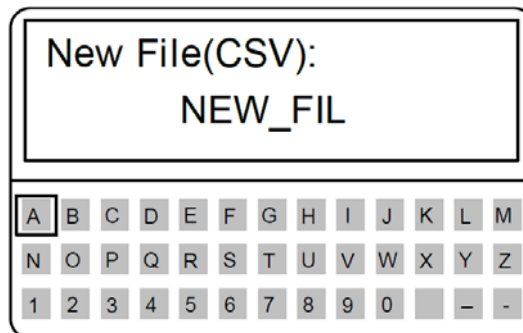 New File(CSV):
NEW_FIL
A B C D E F G H I J K L M
N O P Q R S T U V W X Y Z
1 2 3 4 5 6 7 8 9 0 – -